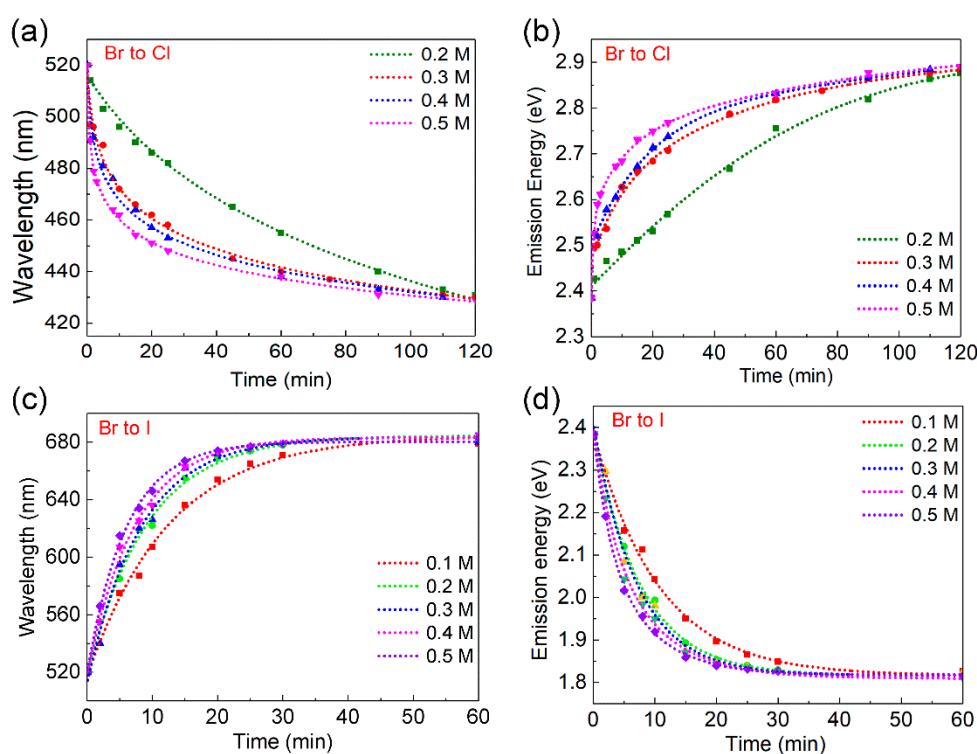 (a)
Br to Cl
0.2 M
0.3 M
0.4 M
0.5 M
520
500
480
460
440
420
0 20 40 60 80 100 120
Wavelength (nm)
Time (min)
(b)
Br to Cl
2.9
2.8
2.7
2.6
2.5
2.4
2.3
0 20 40 60 80 100 120
Emission Energy (eV)
0.2 M
0.3 M
0.4 M
0.5 M
Time (min)
(c)
Br to I
680
640
600
560
520
0 10 20 30 40 50 60
Wavelength (nm)
0.1 M
0.2 M
0.3 M
0.4 M
0.5 M
Time (min)
(d)
Br to I
2.4
2.3
2.2
2.1
2.0
1.9
1.8
0 10 20 30 40 50 60
Emission energy (eV)
0.1 M
0.2 M
0.3 M
0.4 M
0.5 M
Time (min)